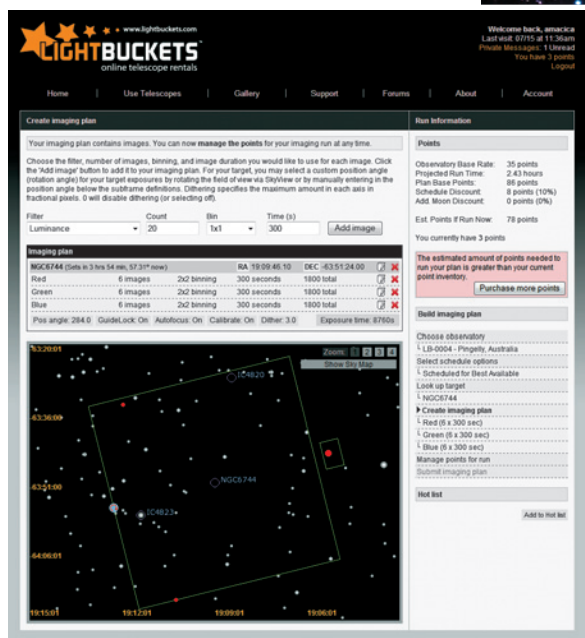 www.lightbuckets.com
LIGHTBUCKETS
online telescope rentals
Welcome back, amacica
Last visit: 07/15 at 11:36am
Private Messages: 1 Unread
You have 3 points
Logout
Home | Use Telescopes | Gallery | Support | Forums | About | Account
Create imaging plan
Your imaging plan contains images. You can now manage the points for your imaging run at any time.
Choose the filter, number of images, binning, and image duration you would like to use for each image. Click
the 'Add image' button to add it to your imaging plan. For your target, you may select a custom position angle
(rotation angle) for your target exposures by rotating the field of view via SkyView or by manually entering in the
position angle below the subframe definitions. Dithering specifies the maximum amount in each axis in
fractional pixels. 0 will disable dithering (or selecting off).
Filter Count Bin Time (s)
Luminance 20 1x1 300 Add image
Imaging plan
NGC6744 (Sets in 3 hrs 54 min, 57.31° now) RA 19:09:46.10 DEC -63:51:24.00
Red 6 images 2x2 binning 300 seconds 1800 total
Green 6 images 2x2 binning 300 seconds 1800 total
Blue 6 images 2x2 binning 300 seconds 1800 total
Pos angle: 284.0 GuideLock: On Autofocus: On Calibrate: On Dither: 3.0 Exposure time: 8760s
Zoom: 1 2 3 4
Show Sky Map
-63:20:01
IC4820
-63:36:00
NGC6744
-63:51:00
IC4823
-64:06:01
19:15:01 19:12:01 19:09:01 19:06:01
Run Information
Points
Observatory Base Rate: 35 points
Projected Run Time: 2.43 hours
Plan Base Points: 86 points
Schedule Discount: 8 points (10%)
Add. Moon Discount: 0 points (0%)
Est. Points If Run Now: 78 points
You currently have 3 points
The estimated amount of points needed to
run your plan is greater than your current
point inventory.
Purchase more points
Build imaging plan
Choose observatory
LB-0004 - Pingelly, Australia
Select schedule options
Scheduled for Best Available
Look up target
NGC6744
Create imaging plan
Red (6 x 300 sec)
Green (6 x 300 sec)
Blue (6 x 300 sec)
Manage points for run
Submit imaging plan
Hot list
Add to Hot list